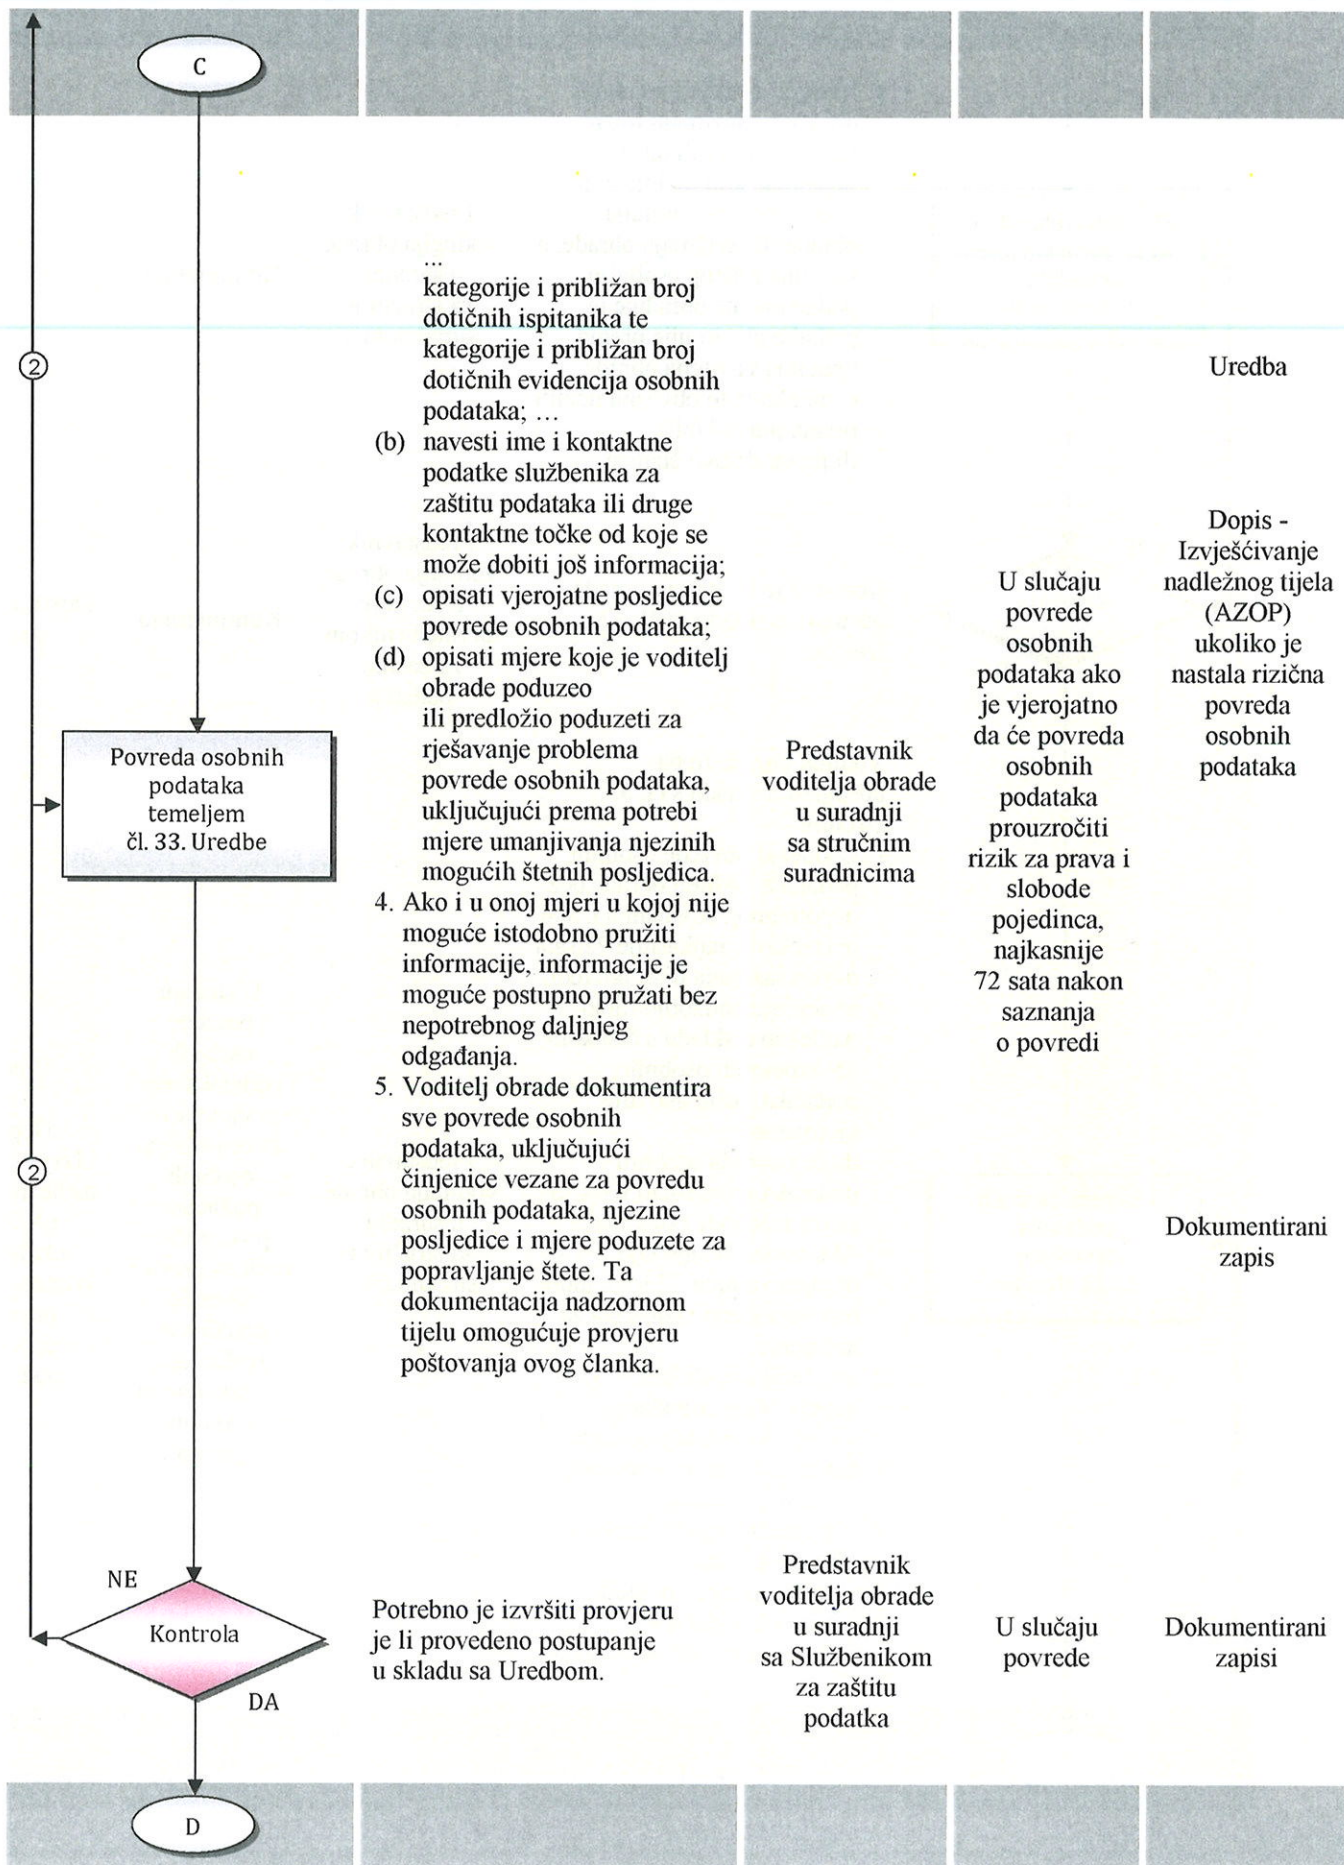 C
…
kategorije i približan broj
dotičnih ispitanika te
kategorije i približan broj
dotičnih evidencija osobnih
podataka; …
(b) navesti ime i kontaktne
podatke službenika za
zaštitu podataka ili druge
kontaktne točke od koje se
može dobiti još informacija;
(c) opisati vjerojatne posljedice
povrede osobnih podataka;
(d) opisati mjere koje je voditelj
obrade poduzeo
ili predložio poduzeti za
rješavanje problema
povrede osobnih podataka,
uključujući prema potrebi
mjere umanjivanja njezinih
mogućih štetnih posljedica.
4. Ako i u onoj mjeri u kojoj nije
moguće istodobno pružiti
informacije, informacije je
moguće postupno pružati bez
nepotrebnog daljnjeg
odgađanja.
5. Voditelj obrade dokumentira
sve povrede osobnih
podataka, uključujući
činjenice vezane za povredu
osobnih podataka, njezine
posljedice i mjere poduzete za
popravljanje štete. Ta
dokumentacija nadzornom
tijelu omogućuje provjeru
poštovanja ovog članka.
2
Povreda osobnih
podataka
temeljem
čl. 33. Uredbe
2
Predstavnik
voditelja obrade
u suradnji
sa stručnim
suradnicima
U slučaju
povrede
osobnih
podataka ako
je vjerojatno
da će povreda
osobnih
podataka
prouzročiti
rizik za prava i
slobode
pojedinca,
najkasnije
72 sata nakon
saznanja
o povredi
Uredba
Dopis -
Izvješćivanje
nadležnog tijela
(AZOP)
ukoliko je
nastala rizična
povreda
osobnih
podataka
Dokumentirani
zapis
NE
Kontrola
DA
Potrebno je izvršiti provjeru
je li provedeno postupanje
u skladu sa Uredbom.
Predstavnik
voditelja obrade
u suradnji
sa Službenikom
za zaštitu
podatka
U slučaju
povrede
Dokumentirani
zapisi
D